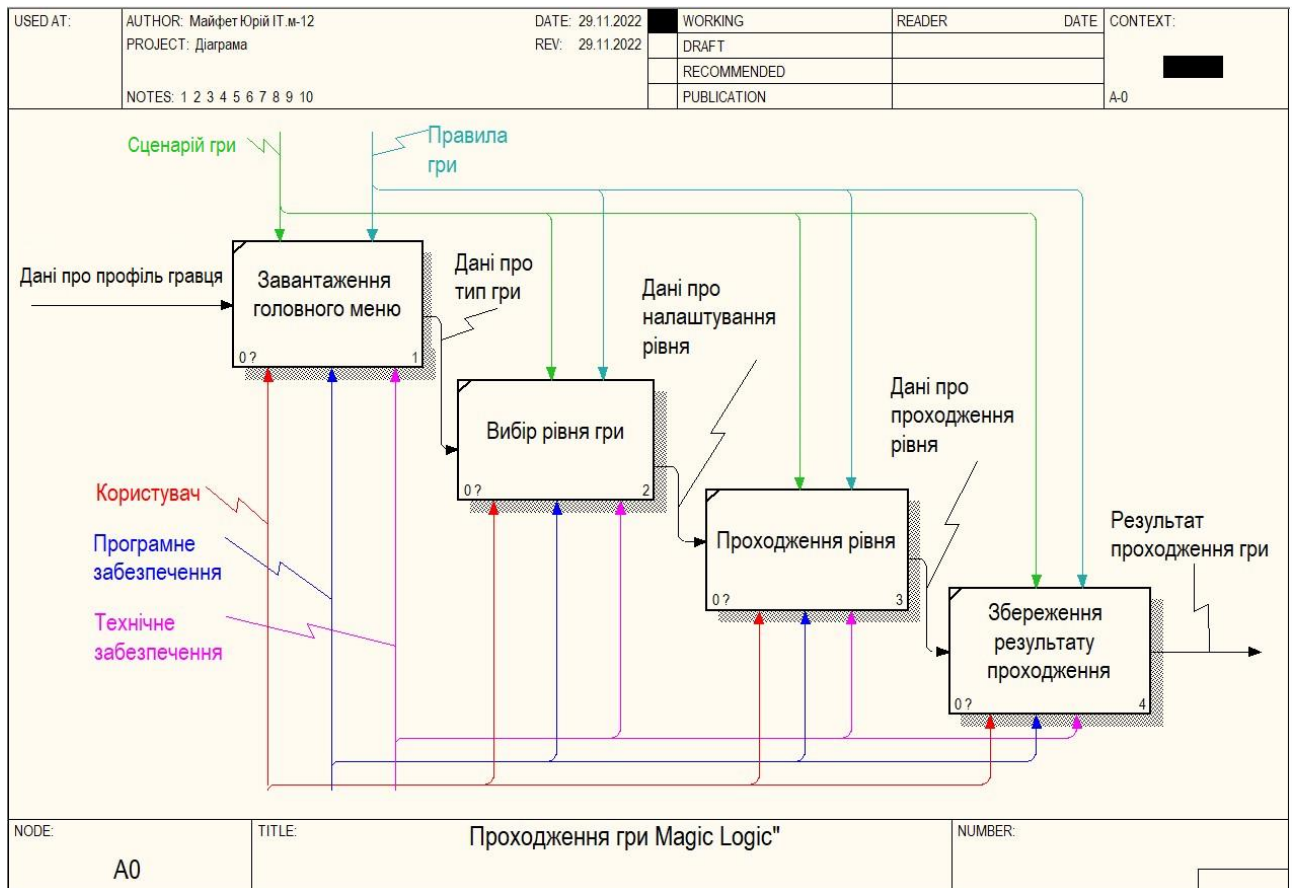 USED AT:
AUTHOR: Майфет Юрій ІТ.м-12
DATE: 29.11.2022
WORKING
READER
DATE
CONTEXT:
PROJECT: Діаграма
REV: 29.11.2022
DRAFT
RECOMMENDED
NOTES: 1 2 3 4 5 6 7 8 9 10
PUBLICATION
A-0
Сценарій гри
Правила
гри
Дані про профіль гравця
Завантаження
головного меню
0 ?
1
Дані про
тип гри
Вибір рівня гри
0 ?
2
Дані про
налаштування
рівня
Проходження рівня
0 ?
3
Дані про
проходження
рівня
Збереження
результату
проходження
0 ?
4
Результат
проходження гри
Користувач
Програмне
забезпечення
Технічне
забезпечення
NODE:
A0
TITLE:
Проходження гри Magic Logic"
NUMBER: